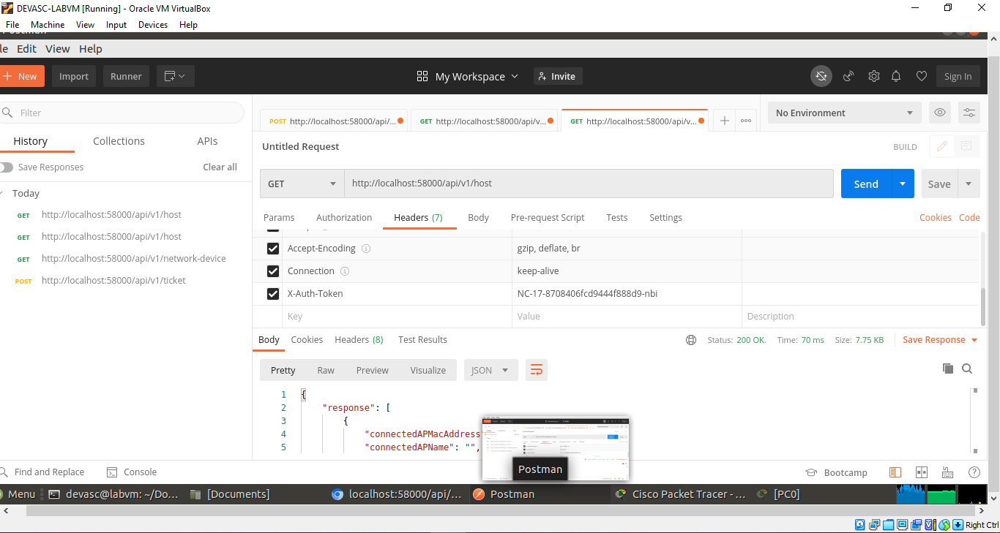 DEVASC-LABVM [Running] - Oracle VM VirtualBox
File Machine View Input Devices Help
le Edit View Help
New Import Runner My Workspace Invite Sign In
Filter
History Collections APIs
Save Responses Clear all
Today
GET http://localhost:58000/api/v1/host
GET http://localhost:58000/api/v1/host
GET http://localhost:58000/api/v1/network-device
POST http://localhost:58000/api/v1/ticket
POST http://localhost:58000/api/... GET http://localhost:58000/api/v... GET http://localhost:58000/api/v... No Environment
Untitled Request BUILD
GET http://localhost:58000/api/v1/host Send Save
Params Authorization Headers (7) Body Pre-request Script Tests Settings Cookies Code
Accept-Encoding gzip, deflate, br
Connection keep-alive
X-Auth-Token NC-17-8708406fcd9444f888d9-nbi
Key Value Description
Body Cookies Headers (8) Test Results Status: 200 OK. Time: 70 ms Size: 7.75 KB Save Response
Pretty Raw Preview Visualize JSON
1 {
2 "response": [
3 {
4 "connectedAPMacAddress
5 "connectedAPName": "",
Postman
Find and Replace Console Bootcamp
Menu devasc@labvm: ~/Do... [Documents] localhost:58000/api/... Postman Cisco Packet Tracer - ... [PC0]
Right Ctrl